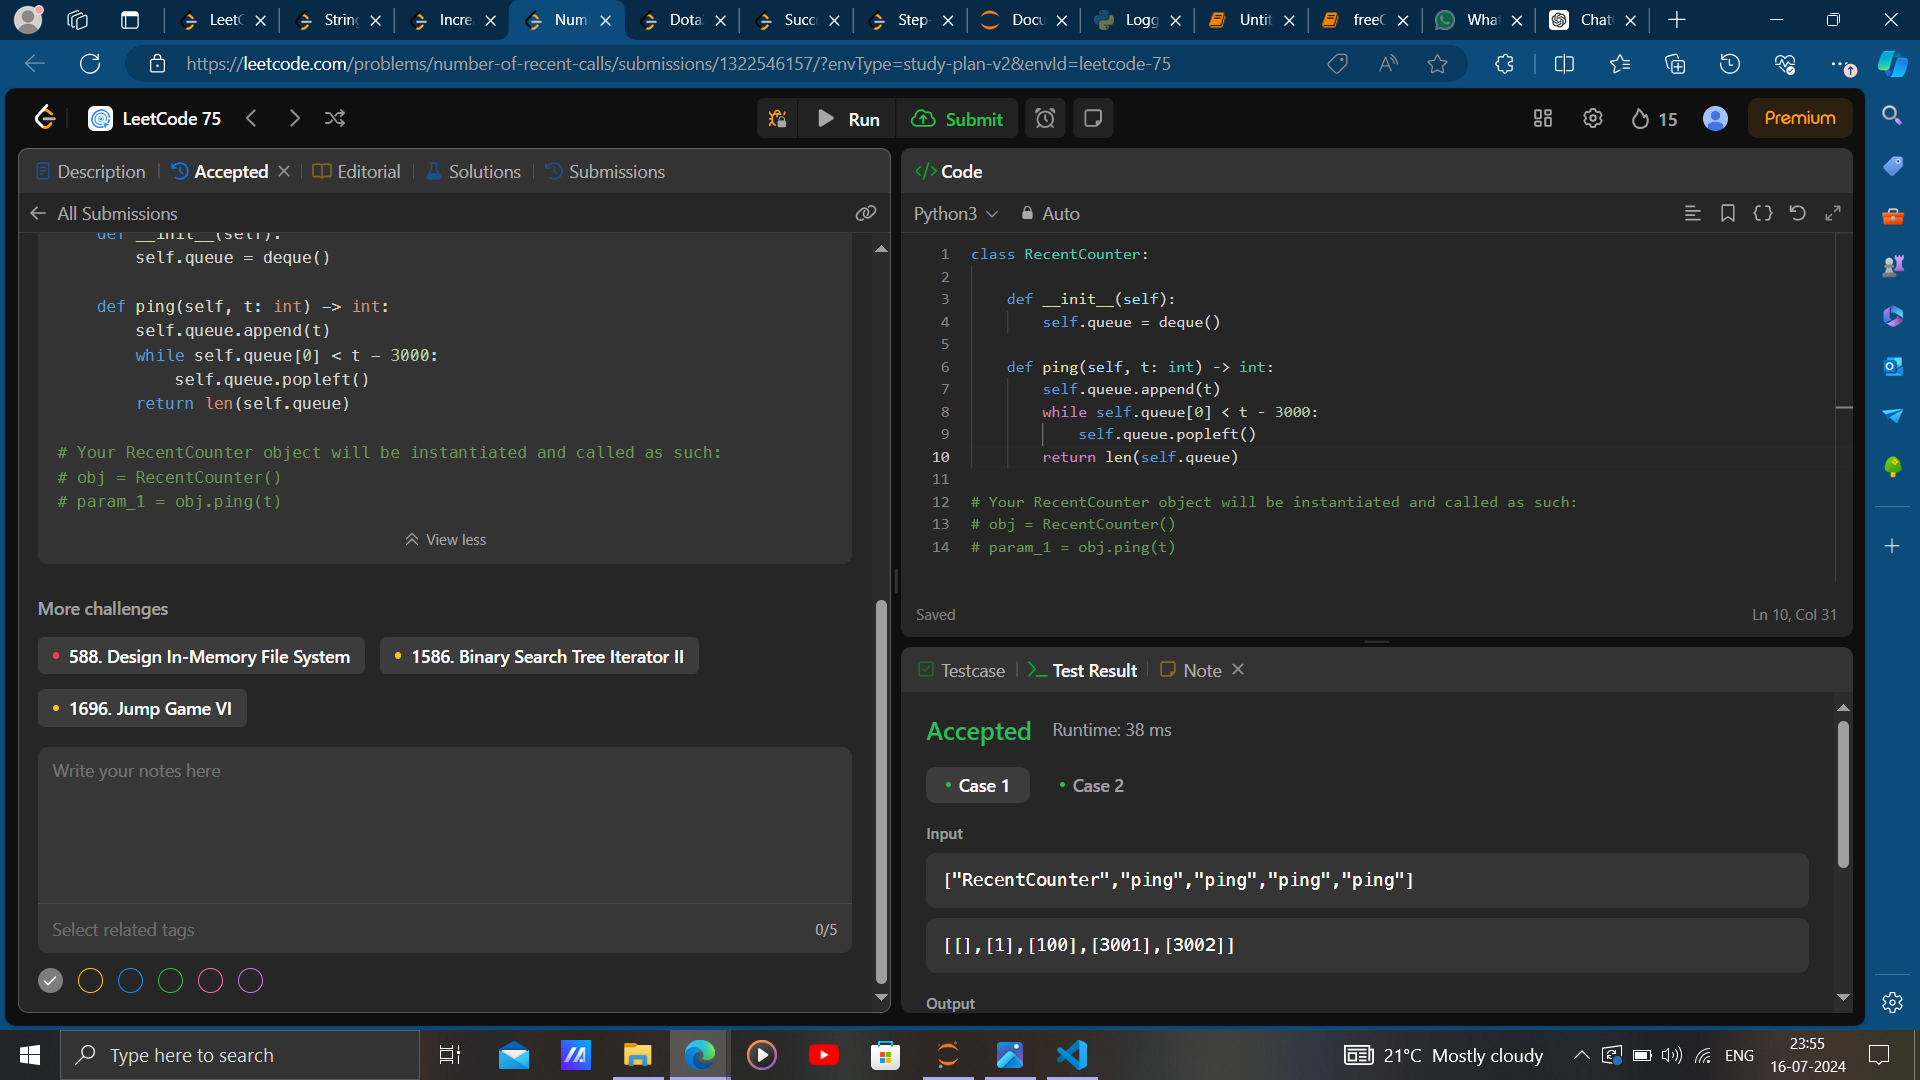 LeetC
String
Incre
Num
Dota
Succ
Step-
Docu
Logg
Untit
freeC
What
Chat
https://leetcode.com/problems/number-of-recent-calls/submissions/1322546157/?envType=study-plan-v2&envId=leetcode-75
LeetCode 75
Run
Submit
15
Premium
Description
Accepted
Editorial
Solutions
Submissions
All Submissions
def __init__(self):
self.queue = deque()
def ping(self, t: int) -> int:
self.queue.append(t)
while self.queue[0] < t - 3000:
self.queue.popleft()
return len(self.queue)
# Your RecentCounter object will be instantiated and called as such:
# obj = RecentCounter()
# param_1 = obj.ping(t)
View less
More challenges
588. Design In-Memory File System
1586. Binary Search Tree Iterator II
1696. Jump Game VI
Write your notes here
Select related tags
0/5
</> Code
Python3
Auto
1 class RecentCounter:
2
3 def __init__(self):
4 self.queue = deque()
5
6 def ping(self, t: int) -> int:
7 self.queue.append(t)
8 while self.queue[0] < t - 3000:
9 self.queue.popleft()
10 return len(self.queue)
11
12 # Your RecentCounter object will be instantiated and called as such:
13 # obj = RecentCounter()
14 # param_1 = obj.ping(t)
Saved
Ln 10, Col 31
Testcase
Test Result
Note
Accepted
Runtime: 38 ms
Case 1
Case 2
Input
["RecentCounter","ping","ping","ping","ping"]
[[],[1],[100],[3001],[3002]]
Output
Type here to search
21°C Mostly cloudy
ENG
23:55
16-07-2024